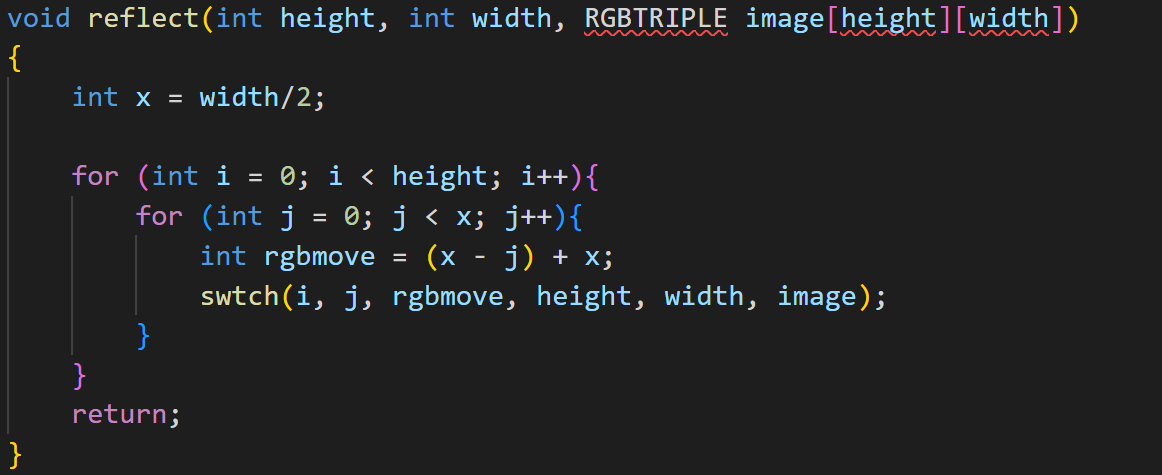 void reflect(int height, int width, RGBTRIPLE image[height][width])
{
    int x = width/2;

    for (int i = 0; i < height; i++){
        for (int j = 0; j < x; j++){
            int rgbmove = (x - j) + x;
            swtch(i, j, rgbmove, height, width, image);
        }
    }
    return;
}